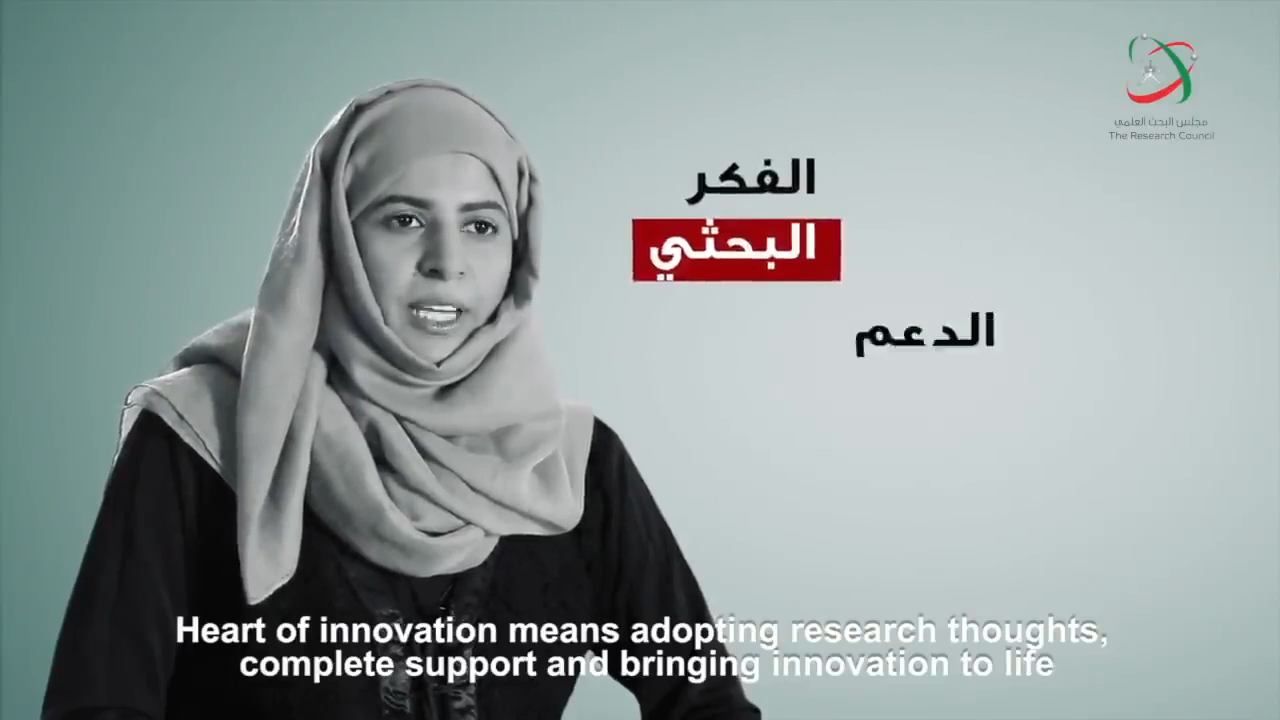 مجلس البحث العلمي
The Research Council
الفكر
البحثي
الدعم
Heart of innovation means adopting research thoughts,
complete support and bringing innovation to life